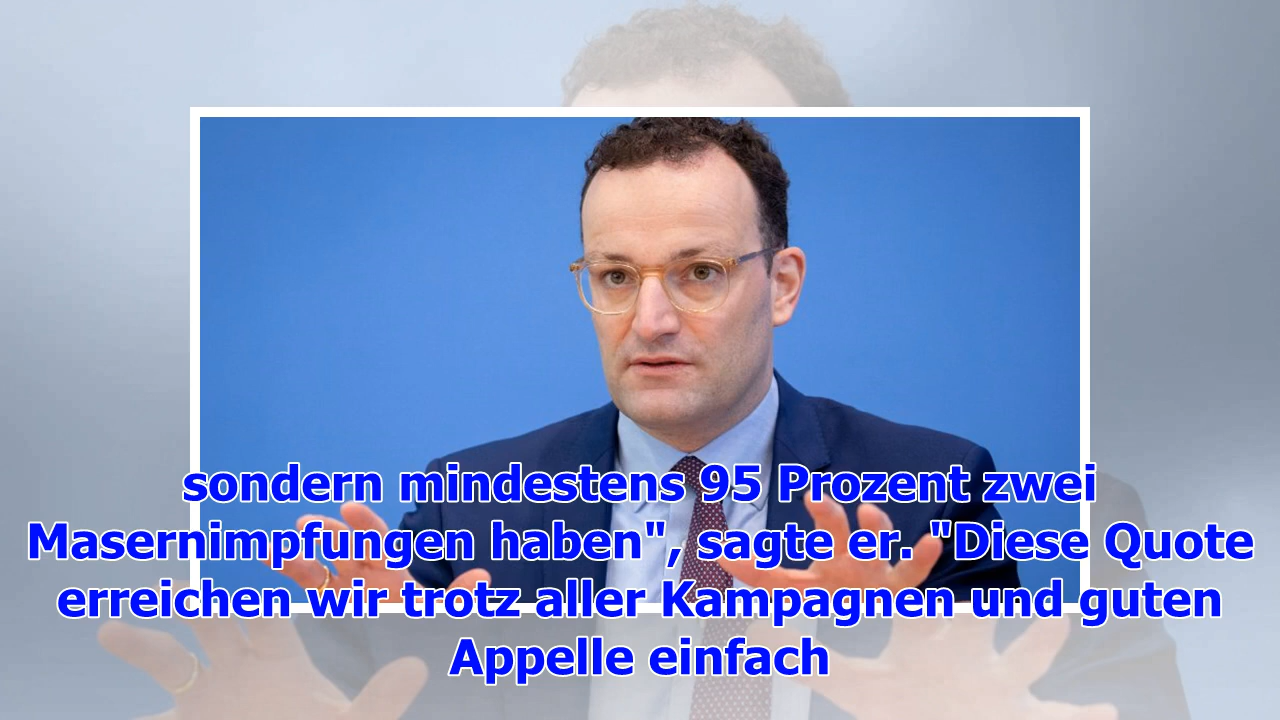 sondern mindestens 95 Prozent zwei
Masernimpfungen haben", sagte er. "Diese Quote
erreichen wir trotz aller Kampagnen und guten
Appelle einfach